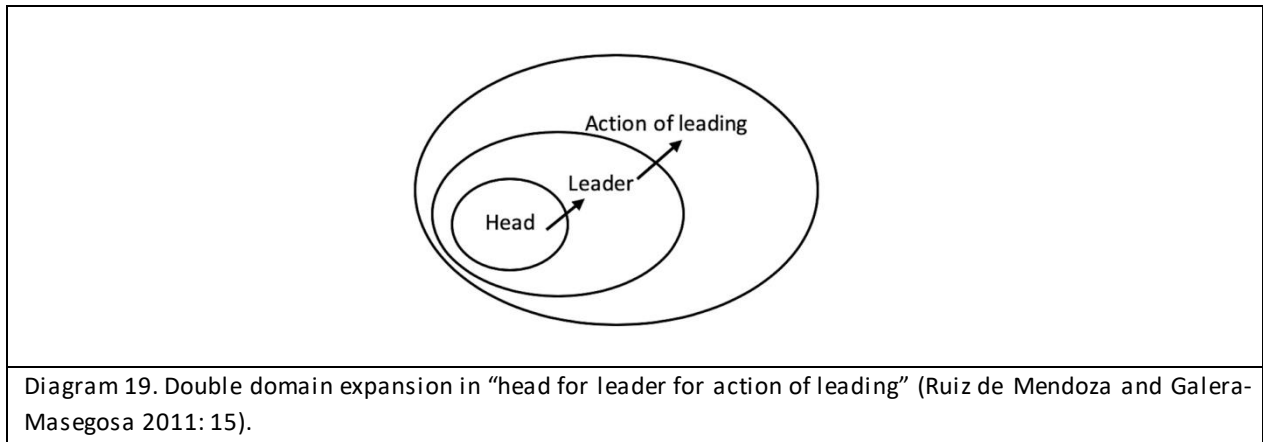 Action of leading
Leader
Head
Diagram 19. Double domain expansion in “head for leader for action of leading” (Ruiz de Mendoza and Galera-
Masegosa 2011: 15).